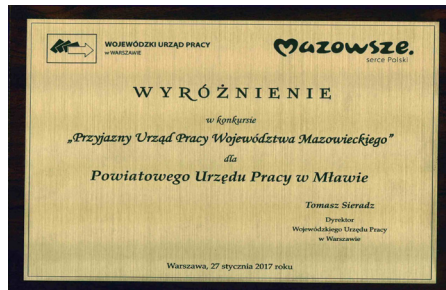 WOJEWÓDZKI URZĄD PRACY
w WARSZAWIE
Mazowsze.
serce Polski
WYRÓŻNIENIE
w konkursie
„Przyjazny Urząd Pracy Województwa Mazowieckiego”
dla
Powiatowego Urzędu Pracy w Mławie
Tomasz Sieradz
Dyrektor
Wojewódzkiego Urzędu Pracy
w Warszawie
Warszawa, 27 stycznia 2017 roku